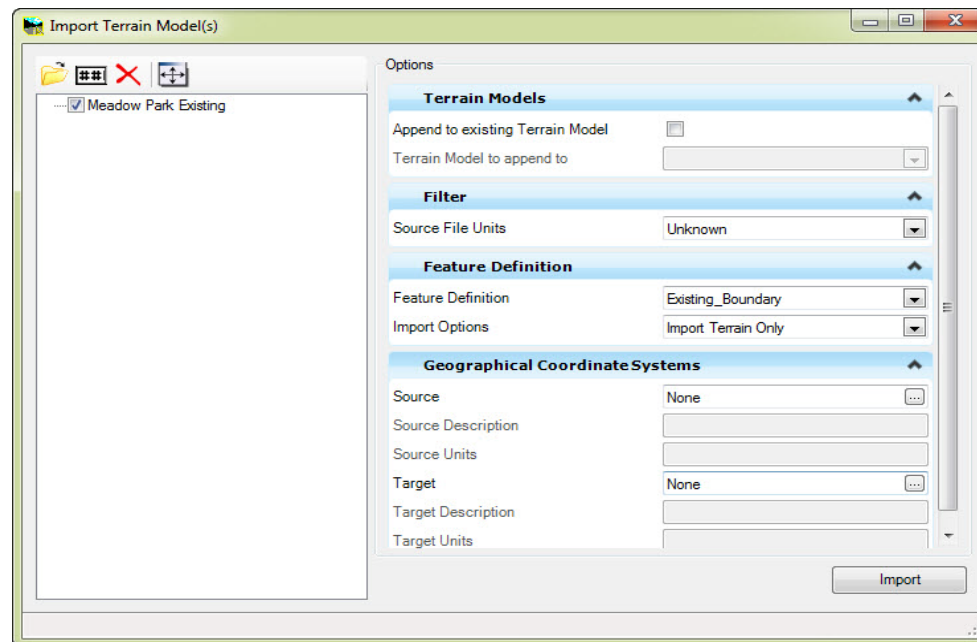 Import Terrain Model(s)
##
Meadow Park Existing
Options
Terrain Models
Append to existing Terrain Model
Terrain Model to append to
Filter
Source File Units Unknown
Feature Definition
Feature Definition Existing_Boundary
Import Options Import Terrain Only
Geographical Coordinate Systems
Source None ...
Source Description
Source Units
Target None ...
Target Description
Target Units
Import